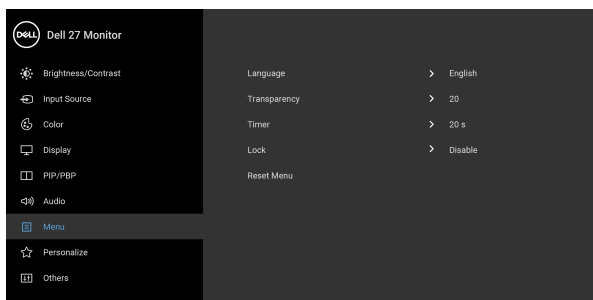 DELL Dell 27 Monitor
Brightness/Contrast
Input Source
Color
Display
PIP/PBP
Audio
Menu
Personalize
Others
Language English
Transparency 20
Timer 20 s
Lock Disable
Reset Menu